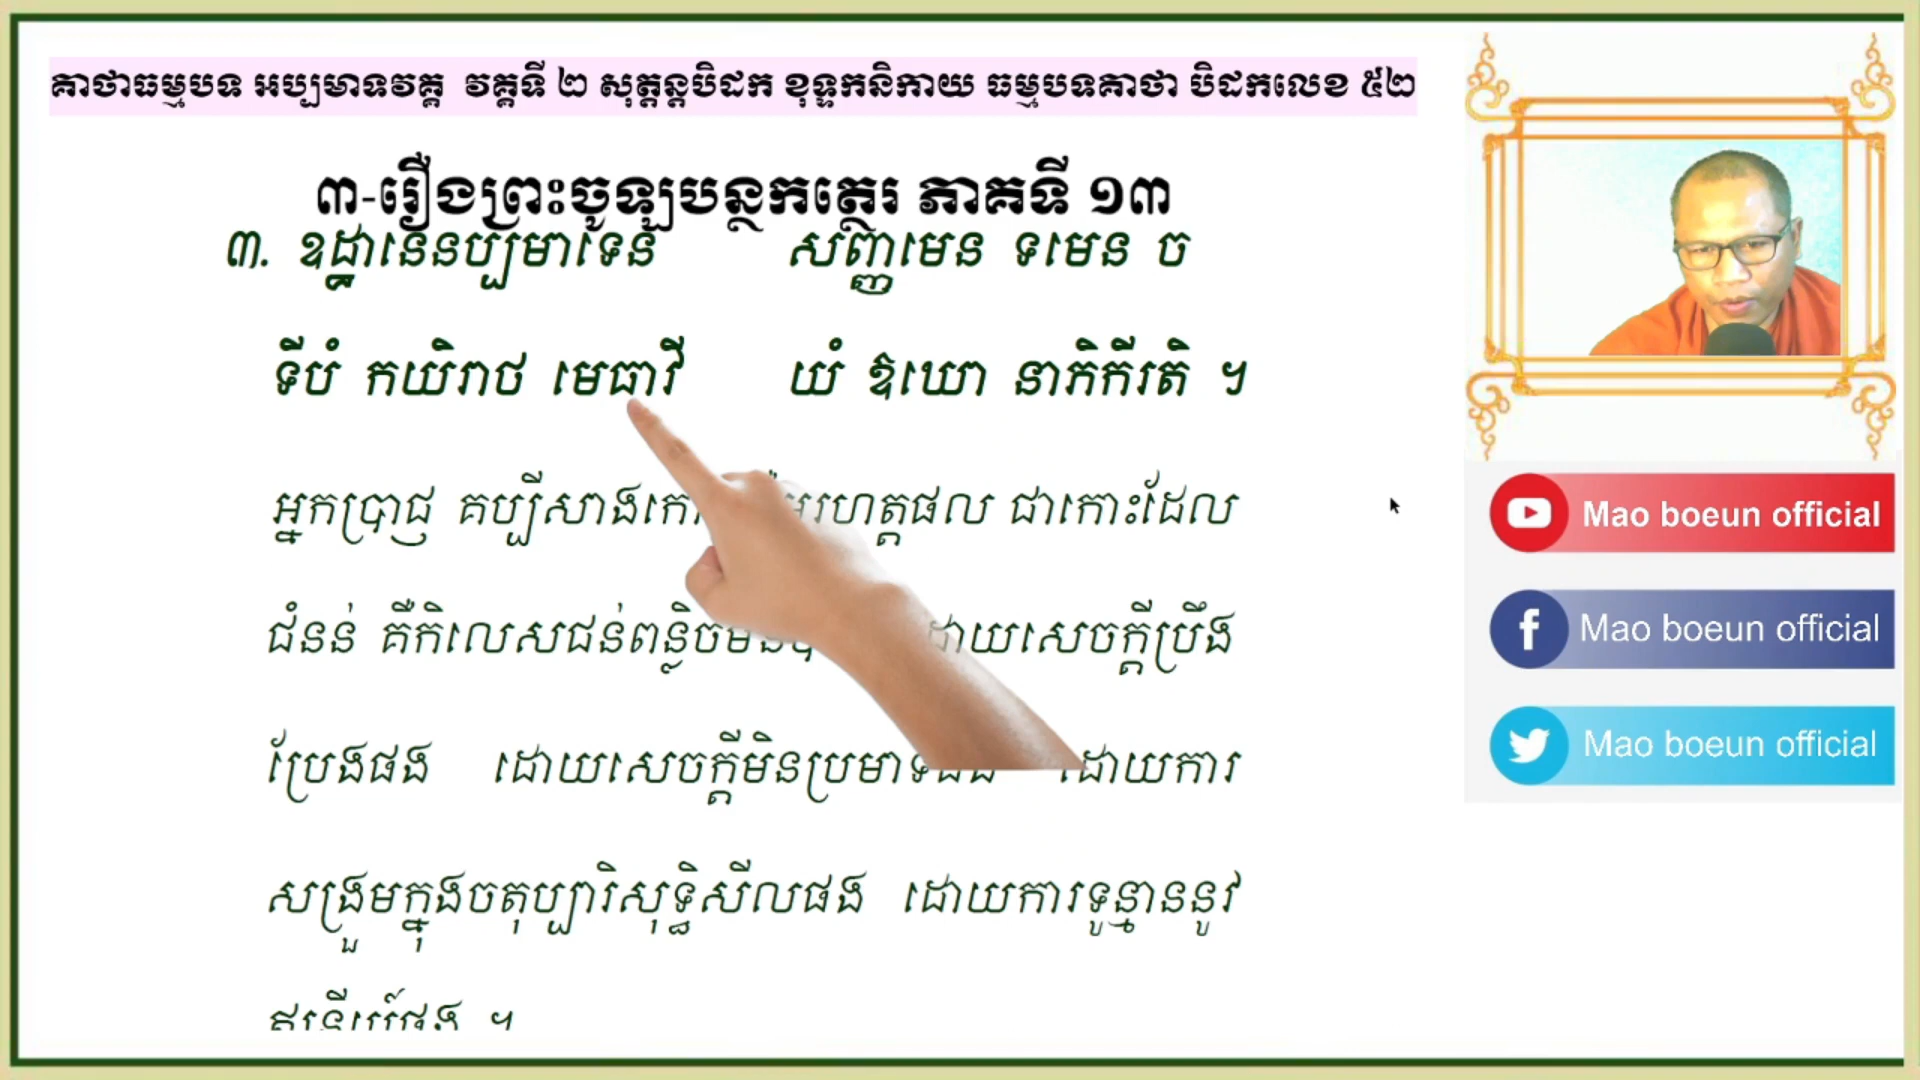 គាថាធម្មបទ អប្បមាទវគ្គ វគ្គទី ២ សុត្តន្តបិដក ខុទ្ទកនិកាយ ធម្មបទគាថា បិដកលេខ ៥២
៣-រឿងព្រះចូឡបន្ថកត្ថេរ ភាគទី ១៣
៣. ឧដ្ឋានេនប្បមាទេន សញ្ញមេន ទមេន ច
ទីបំ កយិរាថ មេធាវី យំ ឱឃោ នាភិកីរតិ ។
អ្នកប្រាជ្ញ គប្បីសាងកោ ជាកោះដែល
ជំនន់ គឺកិលេសជន់ពន្លិច សេចក្តីប្រឹង
ប្រែងផង ដោយសេចក្តីមិនប្រមាទ ដោយការ
សង្រួមក្នុងចតុប្បារិសុទ្ធិសីលផង ដោយការទូន្មាននូវ
ឥន្ទ្រិយ៍ផង ។
Mao boeun official
Mao boeun official
Mao boeun official